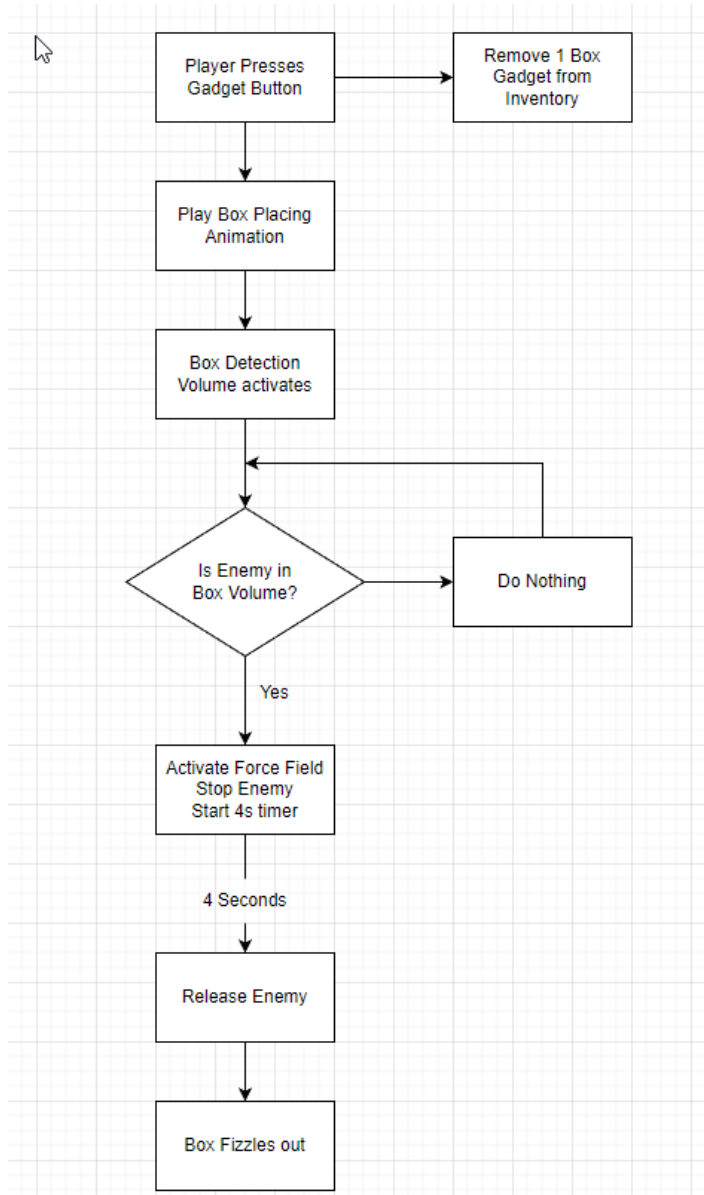 Player Presses
Gadget Button
Remove 1 Box
Gadget from
Inventory
Play Box Placing
Animation
Box Detection
Volume activates
Is Enemy in
Box Volume?
Do Nothing
Yes
Activate Force Field
Stop Enemy
Start 4s timer
4 Seconds
Release Enemy
Box Fizzles out